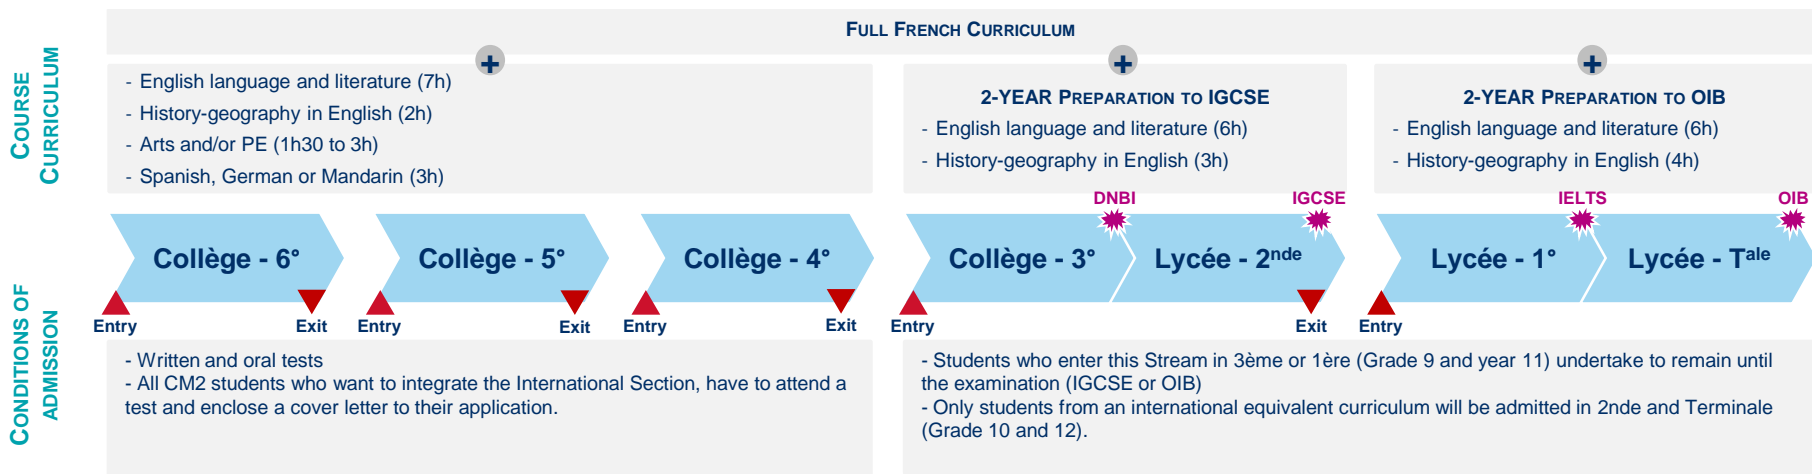 FULL FRENCH CURRICULUM
COURSE
CURRICULUM
+
- English language and literature (7h)
- History-geography in English (2h)
- Arts and/or PE (1h30 to 3h)
- Spanish, German or Mandarin (3h)
+
2-YEAR PREPARATION TO IGCSE
- English language and literature (6h)
- History-geography in English (3h)
+
2-YEAR PREPARATION TO OIB
- English language and literature (6h)
- History-geography in English (4h)
DNBI
IGCSE
IELTS
OIB
Collège - 6°
Collège - 5°
Collège - 4°
Collège - 3°
Lycée - 2nde
Lycée - 1°
Lycée - Tale
Entry
Exit
Entry
Exit
Entry
Exit
Entry
Exit
Entry
CONDITIONS OF
ADMISSION
- Written and oral tests
- All CM2 students who want to integrate the International Section, have to attend a
test and enclose a cover letter to their application.
- Students who enter this Stream in 3ème or 1ère (Grade 9 and year 11) undertake to remain until
the examination (IGCSE or OIB)
- Only students from an international equivalent curriculum will be admitted in 2nde and Terminale
(Grade 10 and 12).